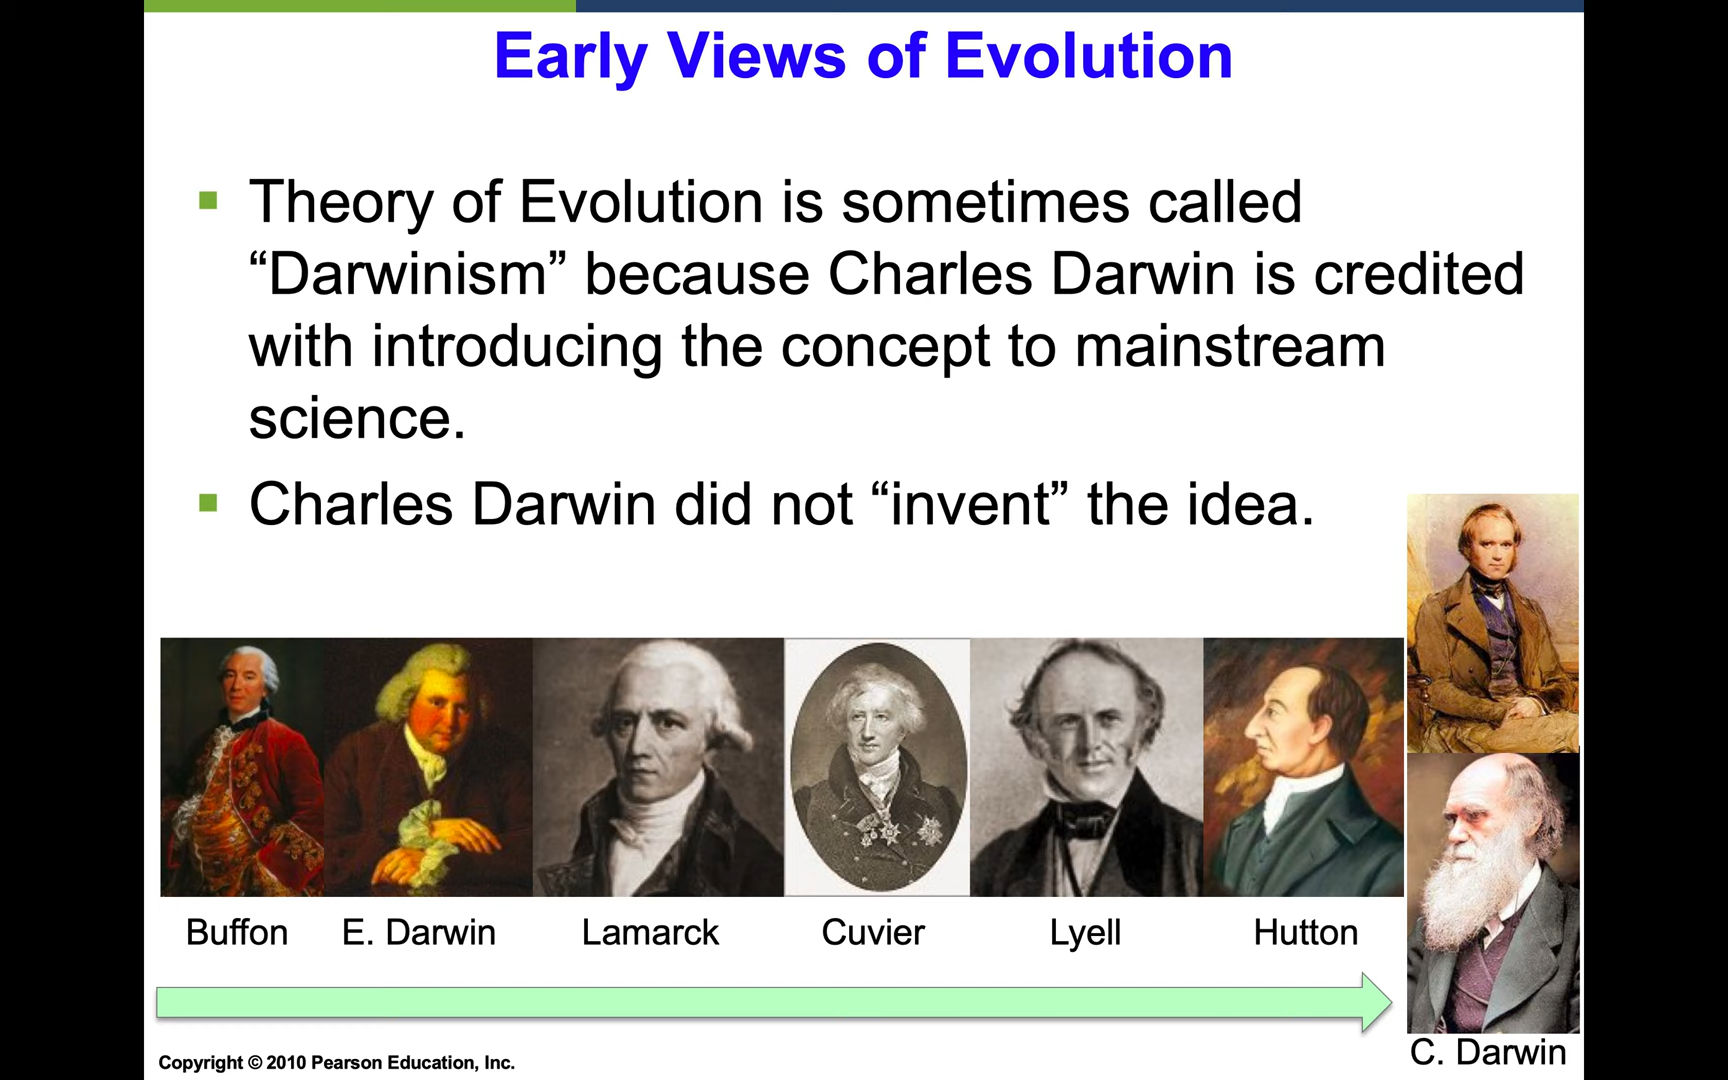 Early Views of Evolution
Theory of Evolution is sometimes called
“Darwinism” because Charles Darwin is credited
with introducing the concept to mainstream
science.
Charles Darwin did not “invent” the idea.
Buffon
E. Darwin
Lamarck
Cuvier
Lyell
Hutton
C. Darwin
Copyright © 2010 Pearson Education, Inc.